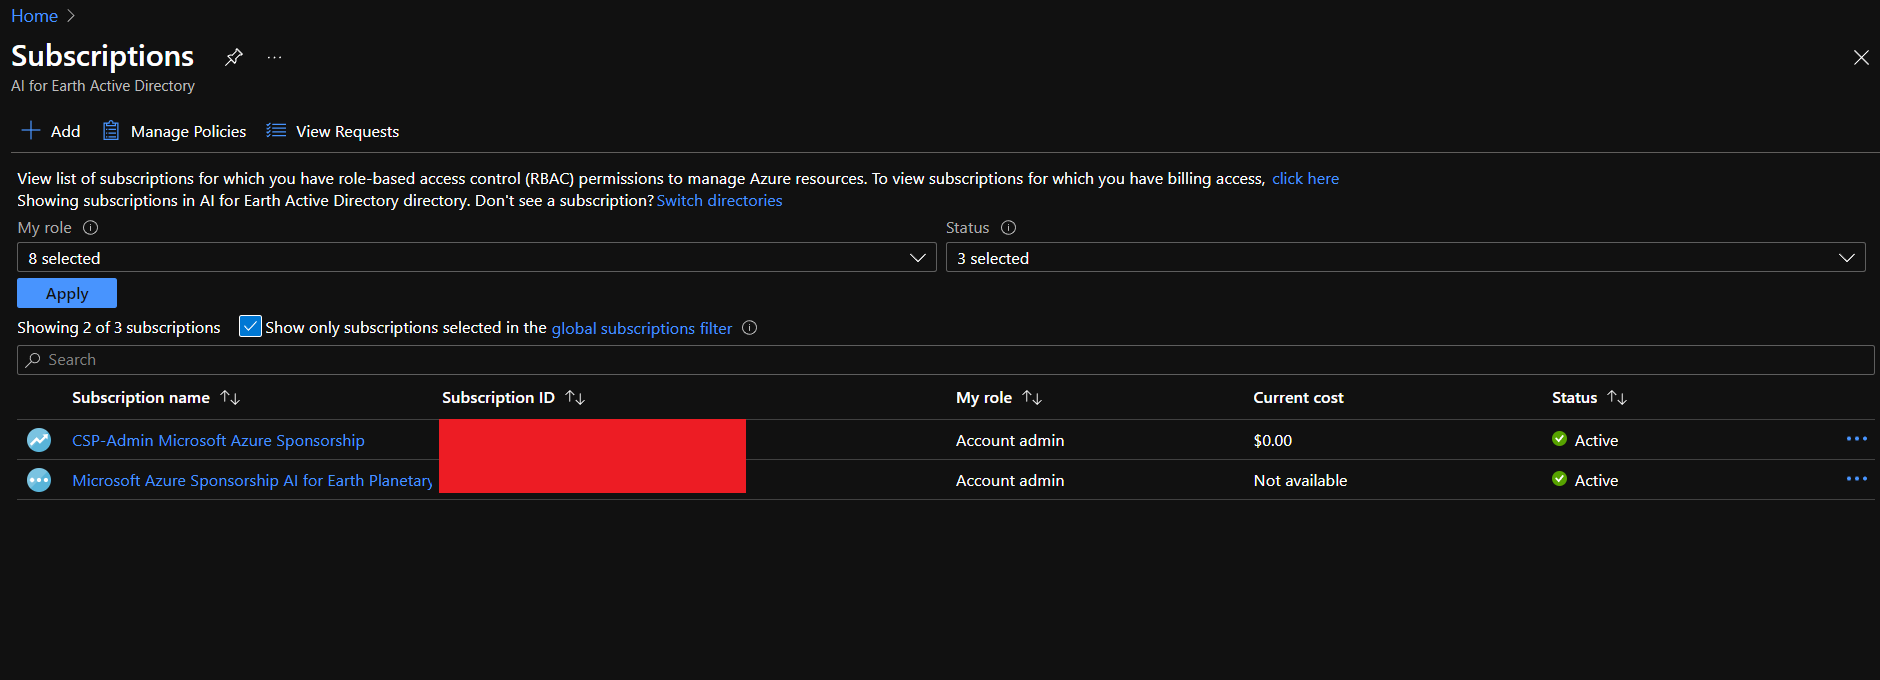 Home
Subscriptions
AI for Earth Active Directory
Add Manage Policies View Requests
View list of subscriptions for which you have role-based access control (RBAC) permissions to manage Azure resources. To view subscriptions for which you have billing access, click here
Showing subscriptions in AI for Earth Active Directory directory. Don't see a subscription? Switch directories
My role Status
8 selected 3 selected
Apply
Showing 2 of 3 subscriptions Show only subscriptions selected in the global subscriptions filter
Search
Subscription name Subscription ID My role Current cost Status
CSP-Admin Microsoft Azure Sponsorship Account admin $0.00 Active
Microsoft Azure Sponsorship AI for Earth Planetary Account admin Not available Active